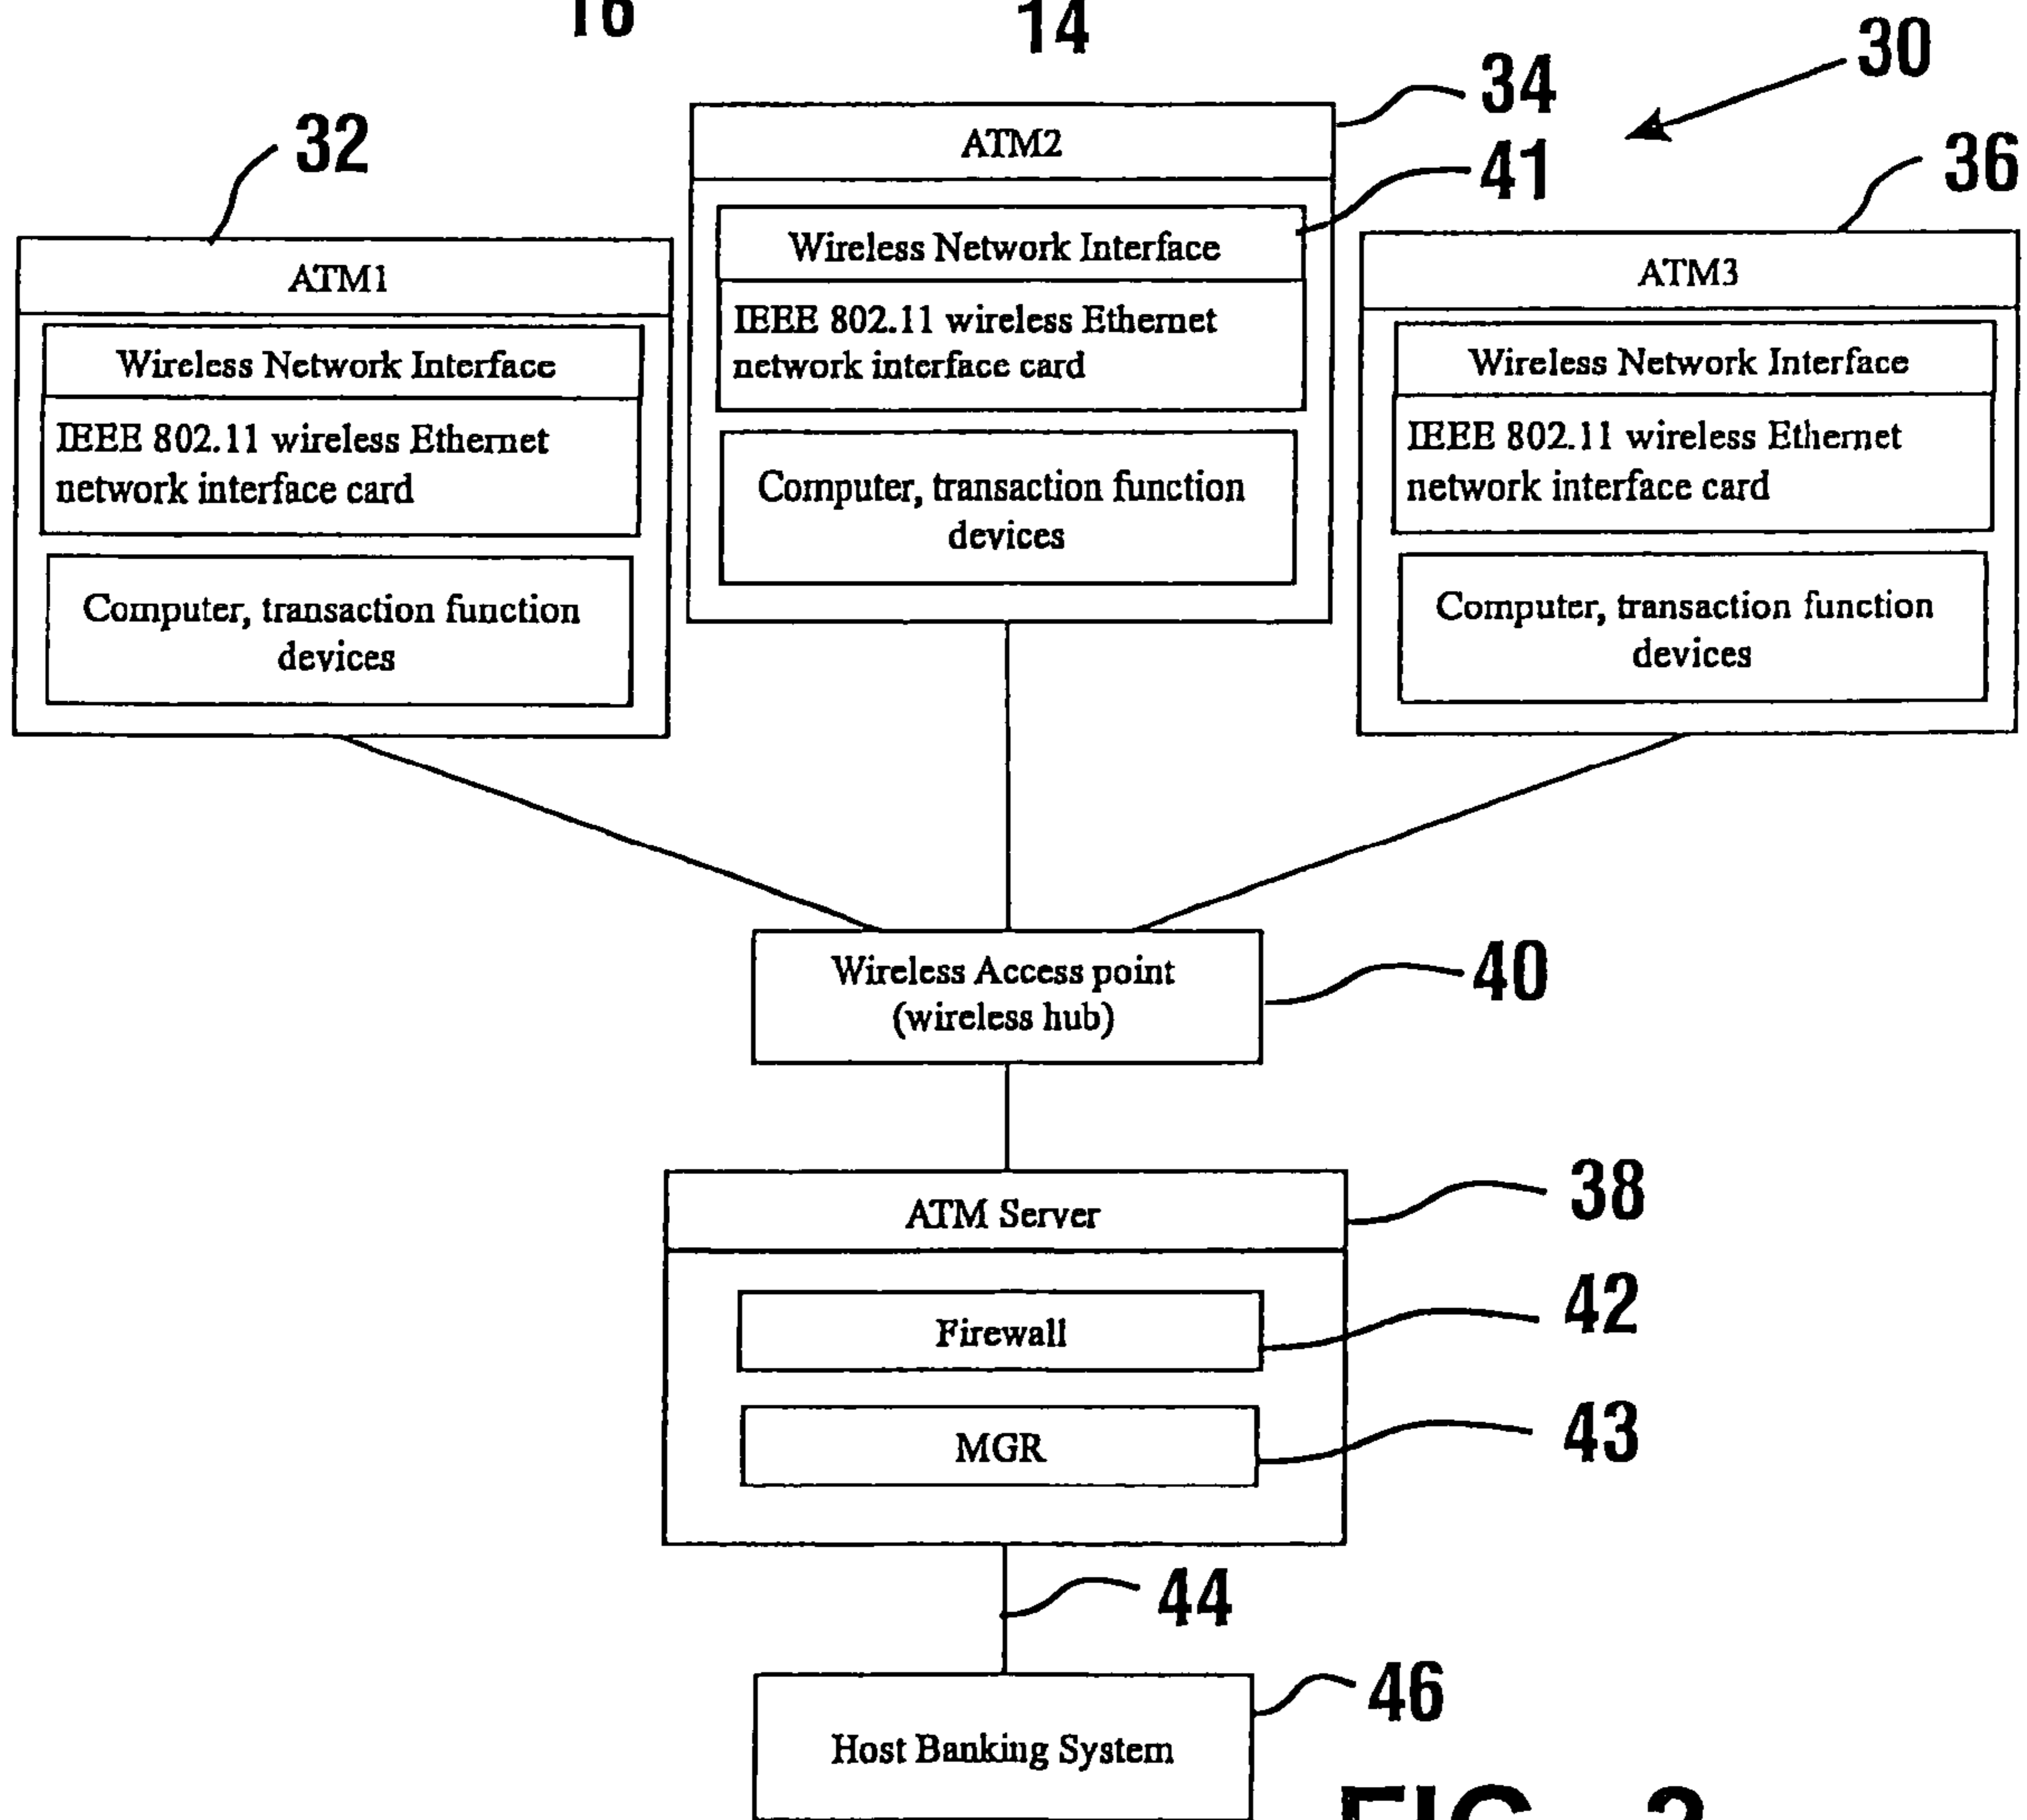 14
30
34
41
32
36
ATM2
Wireless Network Interface
IEEE 802.11 wireless Ethernet
network interface card
Computer, transaction function
devices
ATM1
Wireless Network Interface
IEEE 802.11 wireless Ethernet
network interface card
Computer, transaction function
devices
ATM3
Wireless Network Interface
IEEE 802.11 wireless Ethernet
network interface card
Computer, transaction function
devices
Wireless Access point
(wireless hub)
40
ATM Server
38
Firewall
42
MGR
43
44
46
Host Banking System
FIG.